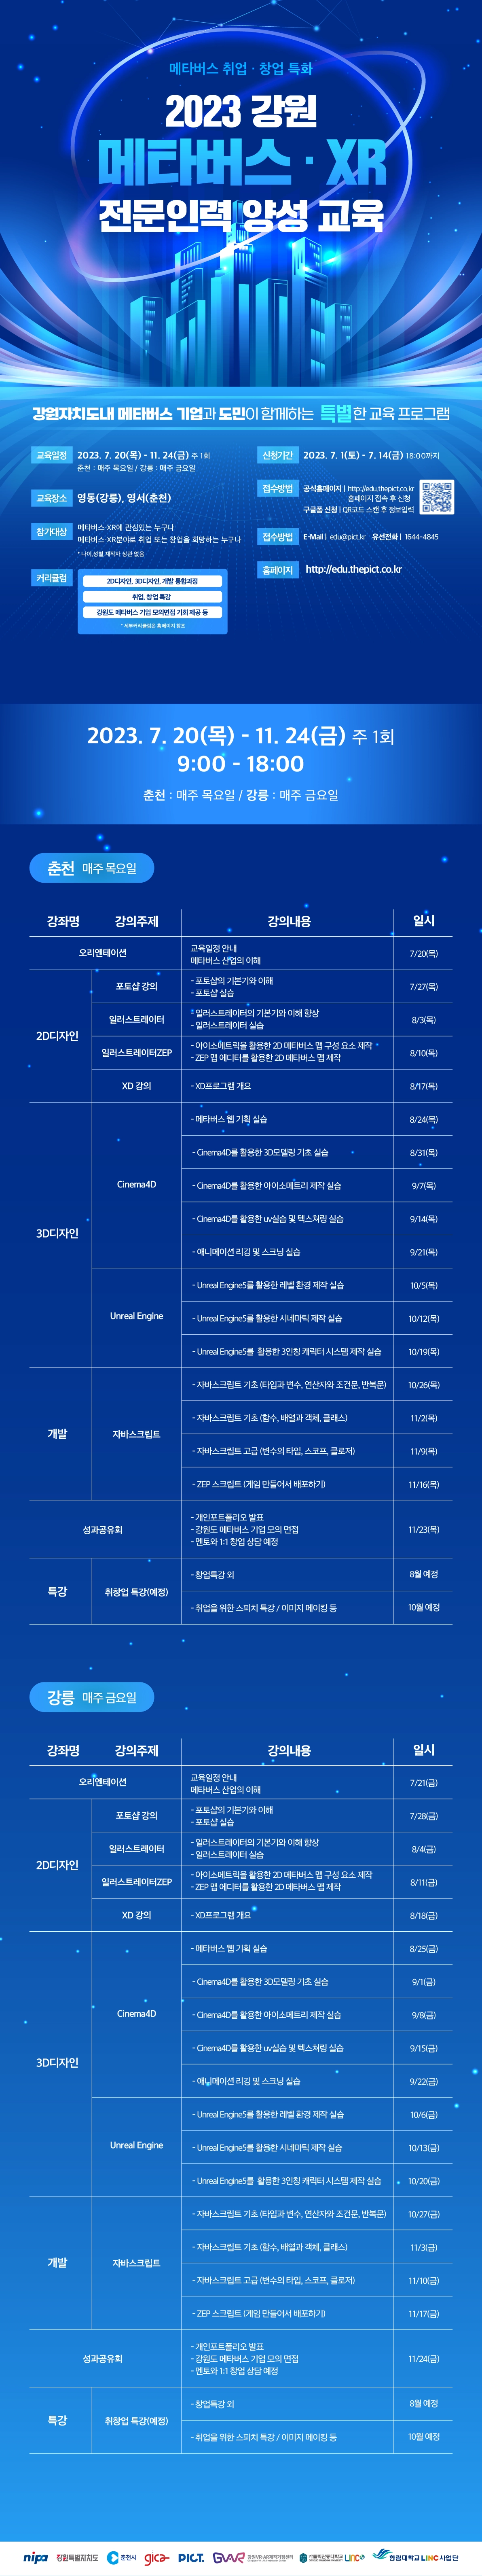 메타버스 취업 · 창업 특화
2023 강원
메타버스 · XR
전문인력 양성 교육
강원자치도내 메타버스 기업과 도민이 함께하는 특별한 교육 프로그램
교육일정 2023. 7. 20(목) - 11. 24(금) 주 1회
춘천 : 매주 목요일 / 강릉 : 매주 금요일
교육장소 영동(강릉), 영서(춘천)
참가대상 메타버스·XR에 관심있는 누구나
메타버스·XR분야로 취업 또는 창업을 희망하는 누구나
* 나이,성별,재직자 상관 없음
커리큘럼 2D디자인, 3D디자인, 개발 통합과정
취업, 창업 특강
강원도 메타버스 기업 모의면접 기회 제공 등
* 세부커리큘럼은 홈페이지 참조
신청기간 2023. 7. 1(토) - 7. 14(금) 18:00까지
접수방법 공식홈페이지 | http://edu.thepict.co.kr
홈페이지 접속 후 신청
구글폼 신청 | QR코드 스캔 후 정보입력
접수방법 E-Mail | edu@pict.kr 유선전화 | 1644-4845
홈페이지 http://edu.thepict.co.kr
2023. 7. 20(목) - 11. 24(금) 주 1회
9:00 - 18:00
춘천 : 매주 목요일 / 강릉 : 매주 금요일
춘천 매주 목요일
강좌명 강의주제 강의내용 일시
오리엔테이션 교육일정 안내
메타버스 산업의 이해 7/20(목)
2D디자인 포토샵 강의 - 포토샵의 기본기와 이해
- 포토샵 실습 7/27(목)
일러스트레이터 - 일러스트레이터의 기본기와 이해 향상
- 일러스트레이터 실습 8/3(목)
일러스트레이터ZEP - 아이소메트릭을 활용한 2D 메타버스 맵 구성 요소 제작
- ZEP 맵 에디터를 활용한 2D 메타버스 맵 제작 8/10(목)
XD 강의 - XD프로그램 개요 8/17(목)
3D디자인 Cinema4D - 메타버스 웹 기획 실습 8/24(목)
- Cinema4D를 활용한 3D모델링 기초 실습 8/31(목)
- Cinema4D를 활용한 아이소메트리 제작 실습 9/7(목)
- Cinema4D를 활용한 uv실습 및 텍스쳐링 실습 9/14(목)
- 애니메이션 리깅 및 스크닝 실습 9/21(목)
Unreal Engine - Unreal Engine5를 활용한 레벨 환경 제작 실습 10/5(목)
- Unreal Engine5를 활용한 시네마틱 제작 실습 10/12(목)
- Unreal Engine5를 활용한 3인칭 캐릭터 시스템 제작 실습 10/19(목)
개발 자바스크립트 - 자바스크립트 기초 (타입과 변수, 연산자와 조건문, 반복문) 10/26(목)
- 자바스크립트 기초 (함수, 배열과 객체, 클래스) 11/2(목)
- 자바스크립트 고급 (변수의 타입, 스코프, 클로저) 11/9(목)
- ZEP 스크립트 (게임 만들어서 배포하기) 11/16(목)
성과공유회 - 개인포트폴리오 발표
- 강원도 메타버스 기업 모의 면접
- 멘토와 1:1 창업 상담 예정 11/23(목)
특강 취창업 특강(예정) - 창업특강 외 8월 예정
- 취업을 위한 스피치 특강 / 이미지 메이킹 등 10월 예정
강릉 매주 금요일
강좌명 강의주제 강의내용 일시
오리엔테이션 교육일정 안내
메타버스 산업의 이해 7/21(금)
2D디자인 포토샵 강의 - 포토샵의 기본기와 이해
- 포토샵 실습 7/28(금)
일러스트레이터 - 일러스트레이터의 기본기와 이해 향상
- 일러스트레이터 실습 8/4(금)
일러스트레이터ZEP - 아이소메트릭을 활용한 2D 메타버스 맵 구성 요소 제작
- ZEP 맵 에디터를 활용한 2D 메타버스 맵 제작 8/11(금)
XD 강의 - XD프로그램 개요 8/18(금)
3D디자인 Cinema4D - 메타버스 웹 기획 실습 8/25(금)
- Cinema4D를 활용한 3D모델링 기초 실습 9/1(금)
- Cinema4D를 활용한 아이소메트리 제작 실습 9/8(금)
- Cinema4D를 활용한 uv실습 및 텍스쳐링 실습 9/15(금)
- 애니메이션 리깅 및 스크닝 실습 9/22(금)
Unreal Engine - Unreal Engine5를 활용한 레벨 환경 제작 실습 10/6(금)
- Unreal Engine5를 활용한 시네마틱 제작 실습 10/13(금)
- Unreal Engine5를 활용한 3인칭 캐릭터 시스템 제작 실습 10/20(금)
개발 자바스크립트 - 자바스크립트 기초 (타입과 변수, 연산자와 조건문, 반복문) 10/27(금)
- 자바스크립트 기초 (함수, 배열과 객체, 클래스) 11/3(금)
- 자바스크립트 고급 (변수의 타입, 스코프, 클로저) 11/10(금)
- ZEP 스크립트 (게임 만들어서 배포하기) 11/17(금)
성과공유회 - 개인포트폴리오 발표
- 강원도 메타버스 기업 모의 면접
- 멘토와 1:1 창업 상담 예정 11/24(금)
특강 취창업 특강(예정) - 창업특강 외 8월 예정
- 취업을 위한 스피치 특강 / 이미지 메이킹 등 10월 예정
nipa 강원특별자치도 춘천시 gica PICT. GVAR 강원VR·AR제작지원센터 가톨릭관동대학교 LINC 한림대학교 LINC 사업단